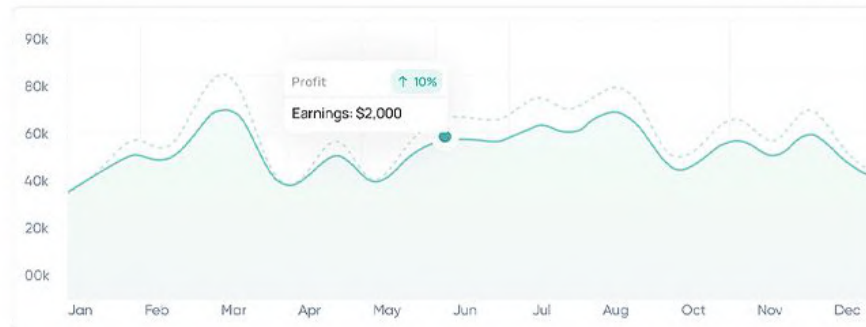 90k
80k
Profit ↑ 10%
Earnings: $2,000
60k
40k
20k
00k
Jan Feb Mar Apr May Jun Jul Aug Oct Nov Dec